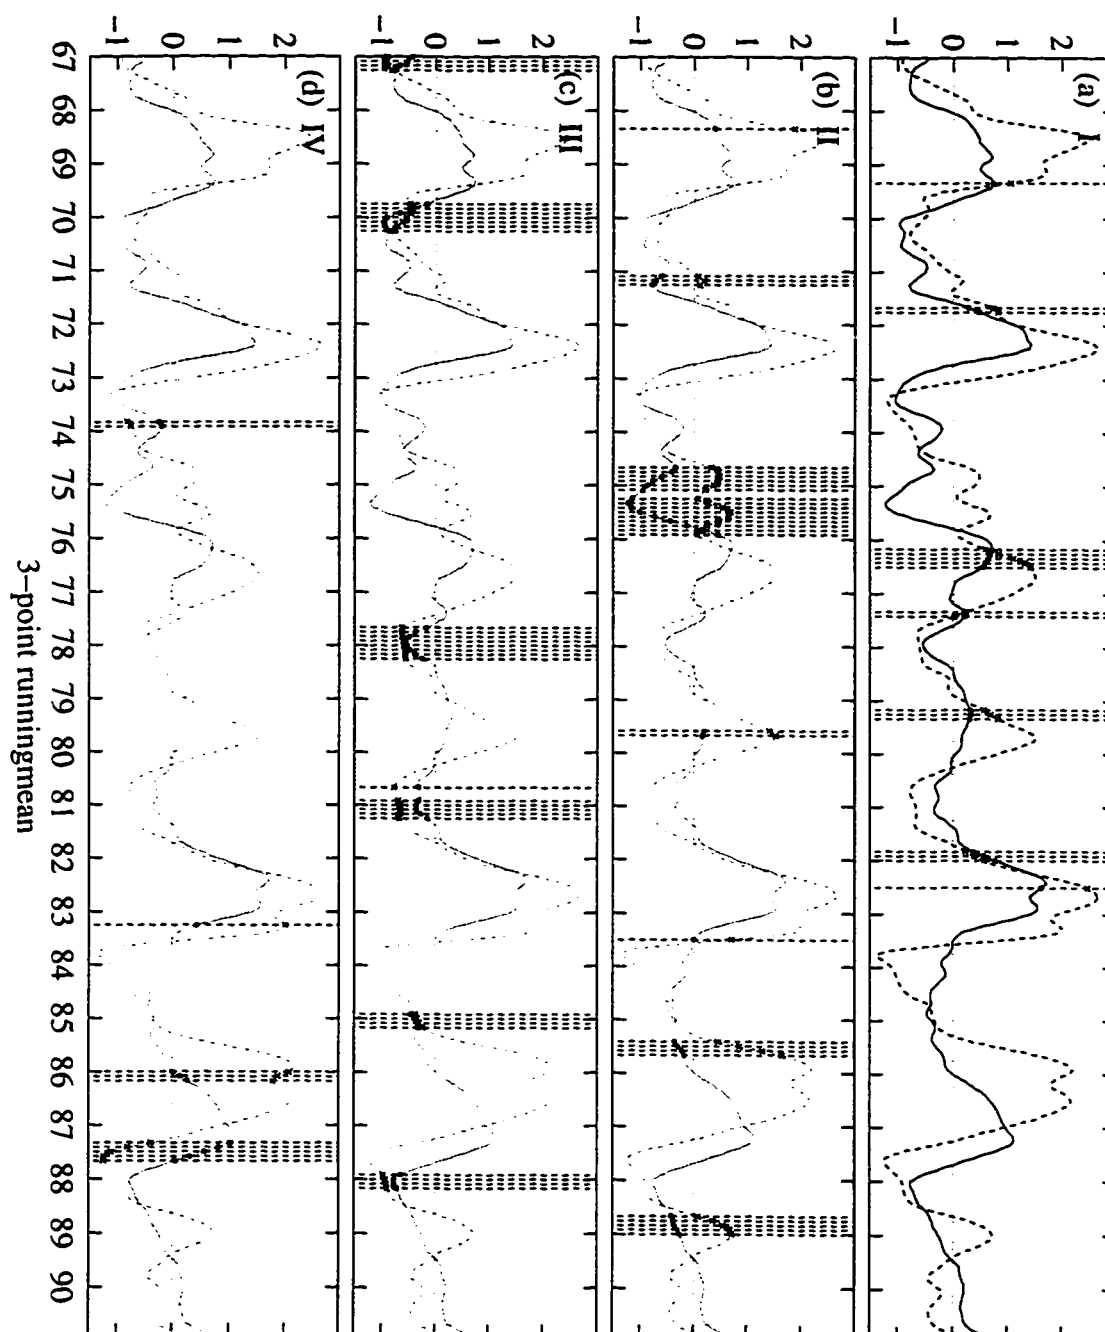 (a) I
−1 0 1 2
(b) II
−1 0 1 2
(c) III
−1 0 1 2
(d) IV
−1 0 1 2
67 68 69 70 71 72 73 74 75 76 77 78 79 80 81 82 83 84 85 86 87 88 89 90
3−point runningmean